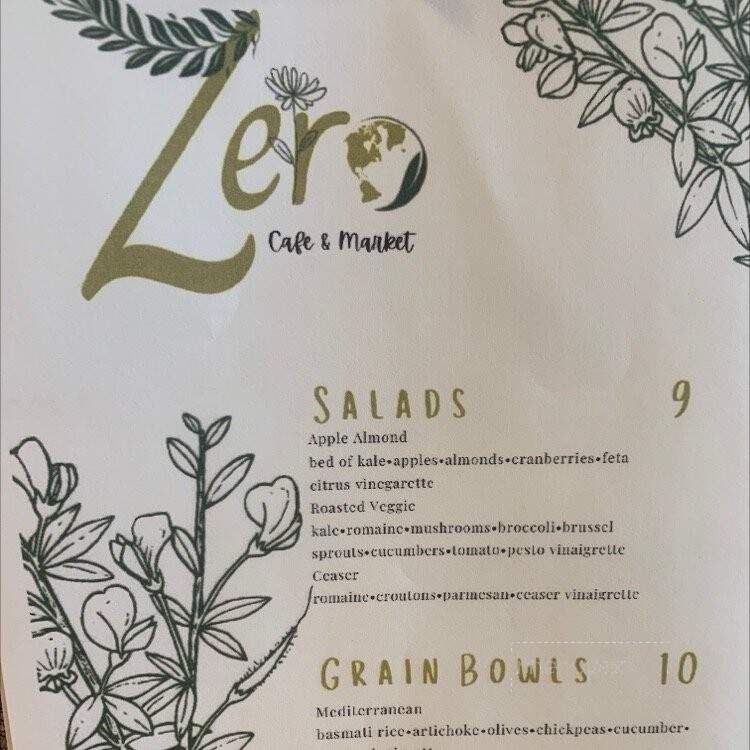 Zero
Cafe & Market
SALADS 9
Apple Almond
bed of kale•apples•almonds•cranberries•feta
citrus vinegarette
Roasted Veggie
kale•romaine•mushrooms•broccoli•brussel
sprouts•cucumbers•tomato•pesto vinaigrette
Ceaser
romaine•croutons•parmesan•ceaser vinaigrette
GRAIN BOWLS 10
Mediterranean
basmati rice•artichoke•olives•chickpeas•cucumber•